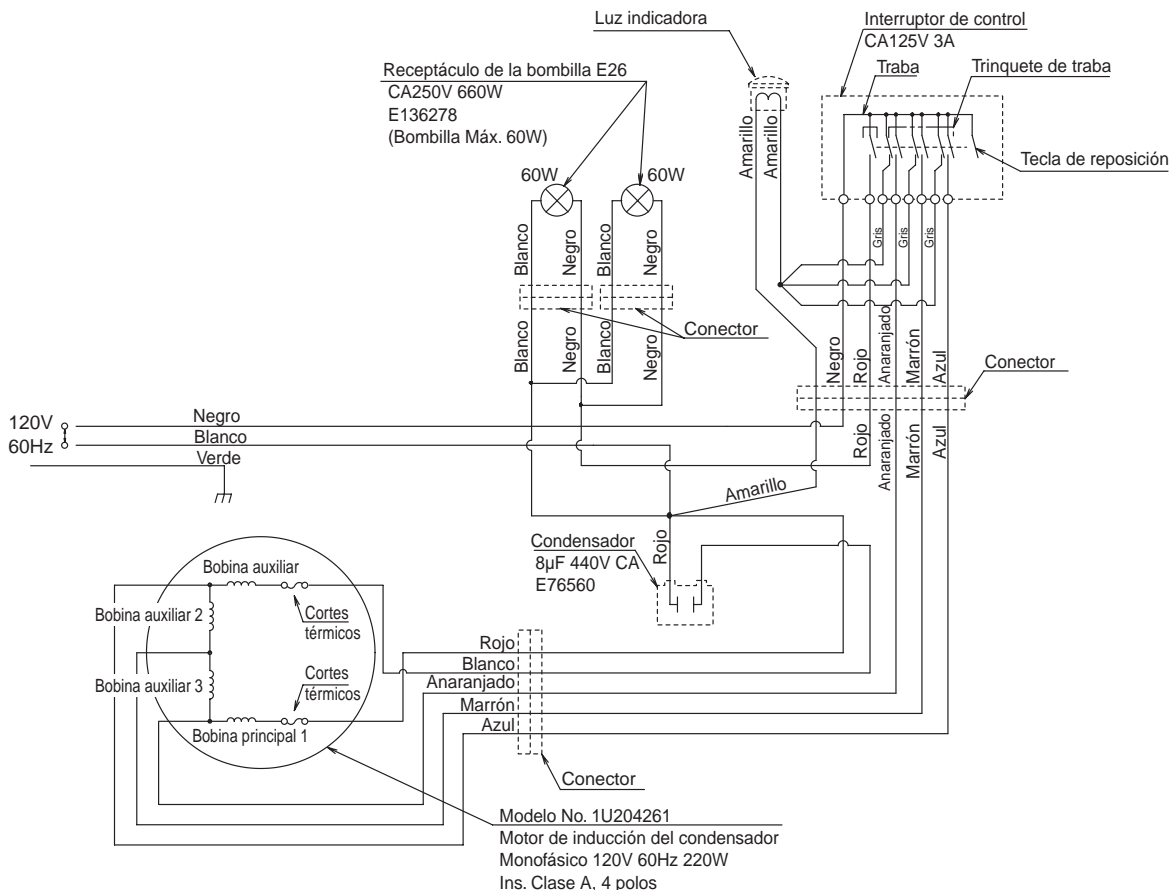 Luz indicadora
Interruptor de control
CA125V 3A
Traba
Trinquete de traba
Tecla de reposición
Receptáculo de la bombilla E26
CA250V 660W
E136278
(Bombilla Máx. 60W)
60W
60W
Amarillo
Amarillo
Gris
Gris
Gris
Blanco
Negro
Blanco
Negro
Conector
Blanco
Negro
Blanco
Negro
Negro
Rojo
Anaranjado
Marrón
Azul
Conector
120V
60Hz
Negro
Blanco
Verde
Rojo
Anaranjado
Marrón
Azul
Amarillo
Rojo
Condensador
8µF 440V CA
E76560
Bobina auxiliar
Bobina auxiliar 2
Cortes
térmicos
Bobina auxiliar 3
Cortes
térmicos
Bobina principal 1
Rojo
Blanco
Anaranjado
Marrón
Azul
Conector
Modelo No. 1U204261
Motor de inducción del condensador
Monofásico 120V 60Hz 220W
Ins. Clase A, 4 polos